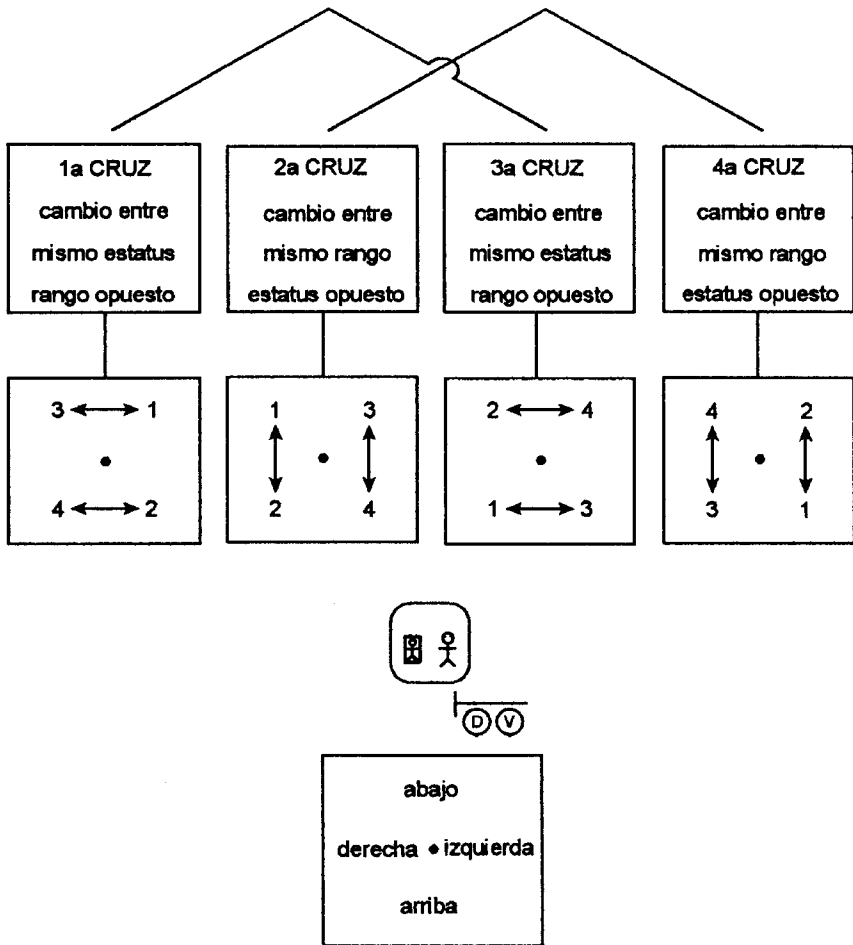 1a CRUZ
cambio entre
mismo estatus
rango opuesto
2a CRUZ
cambio entre
mismo rango
estatus opuesto
3a CRUZ
cambio entre
mismo estatus
rango opuesto
4a CRUZ
cambio entre
mismo rango
estatus opuesto
3 1
4 2
1 3
2 4
2 4
1 3
4 2
3 1
D V
abajo
derecha izquierda
arriba